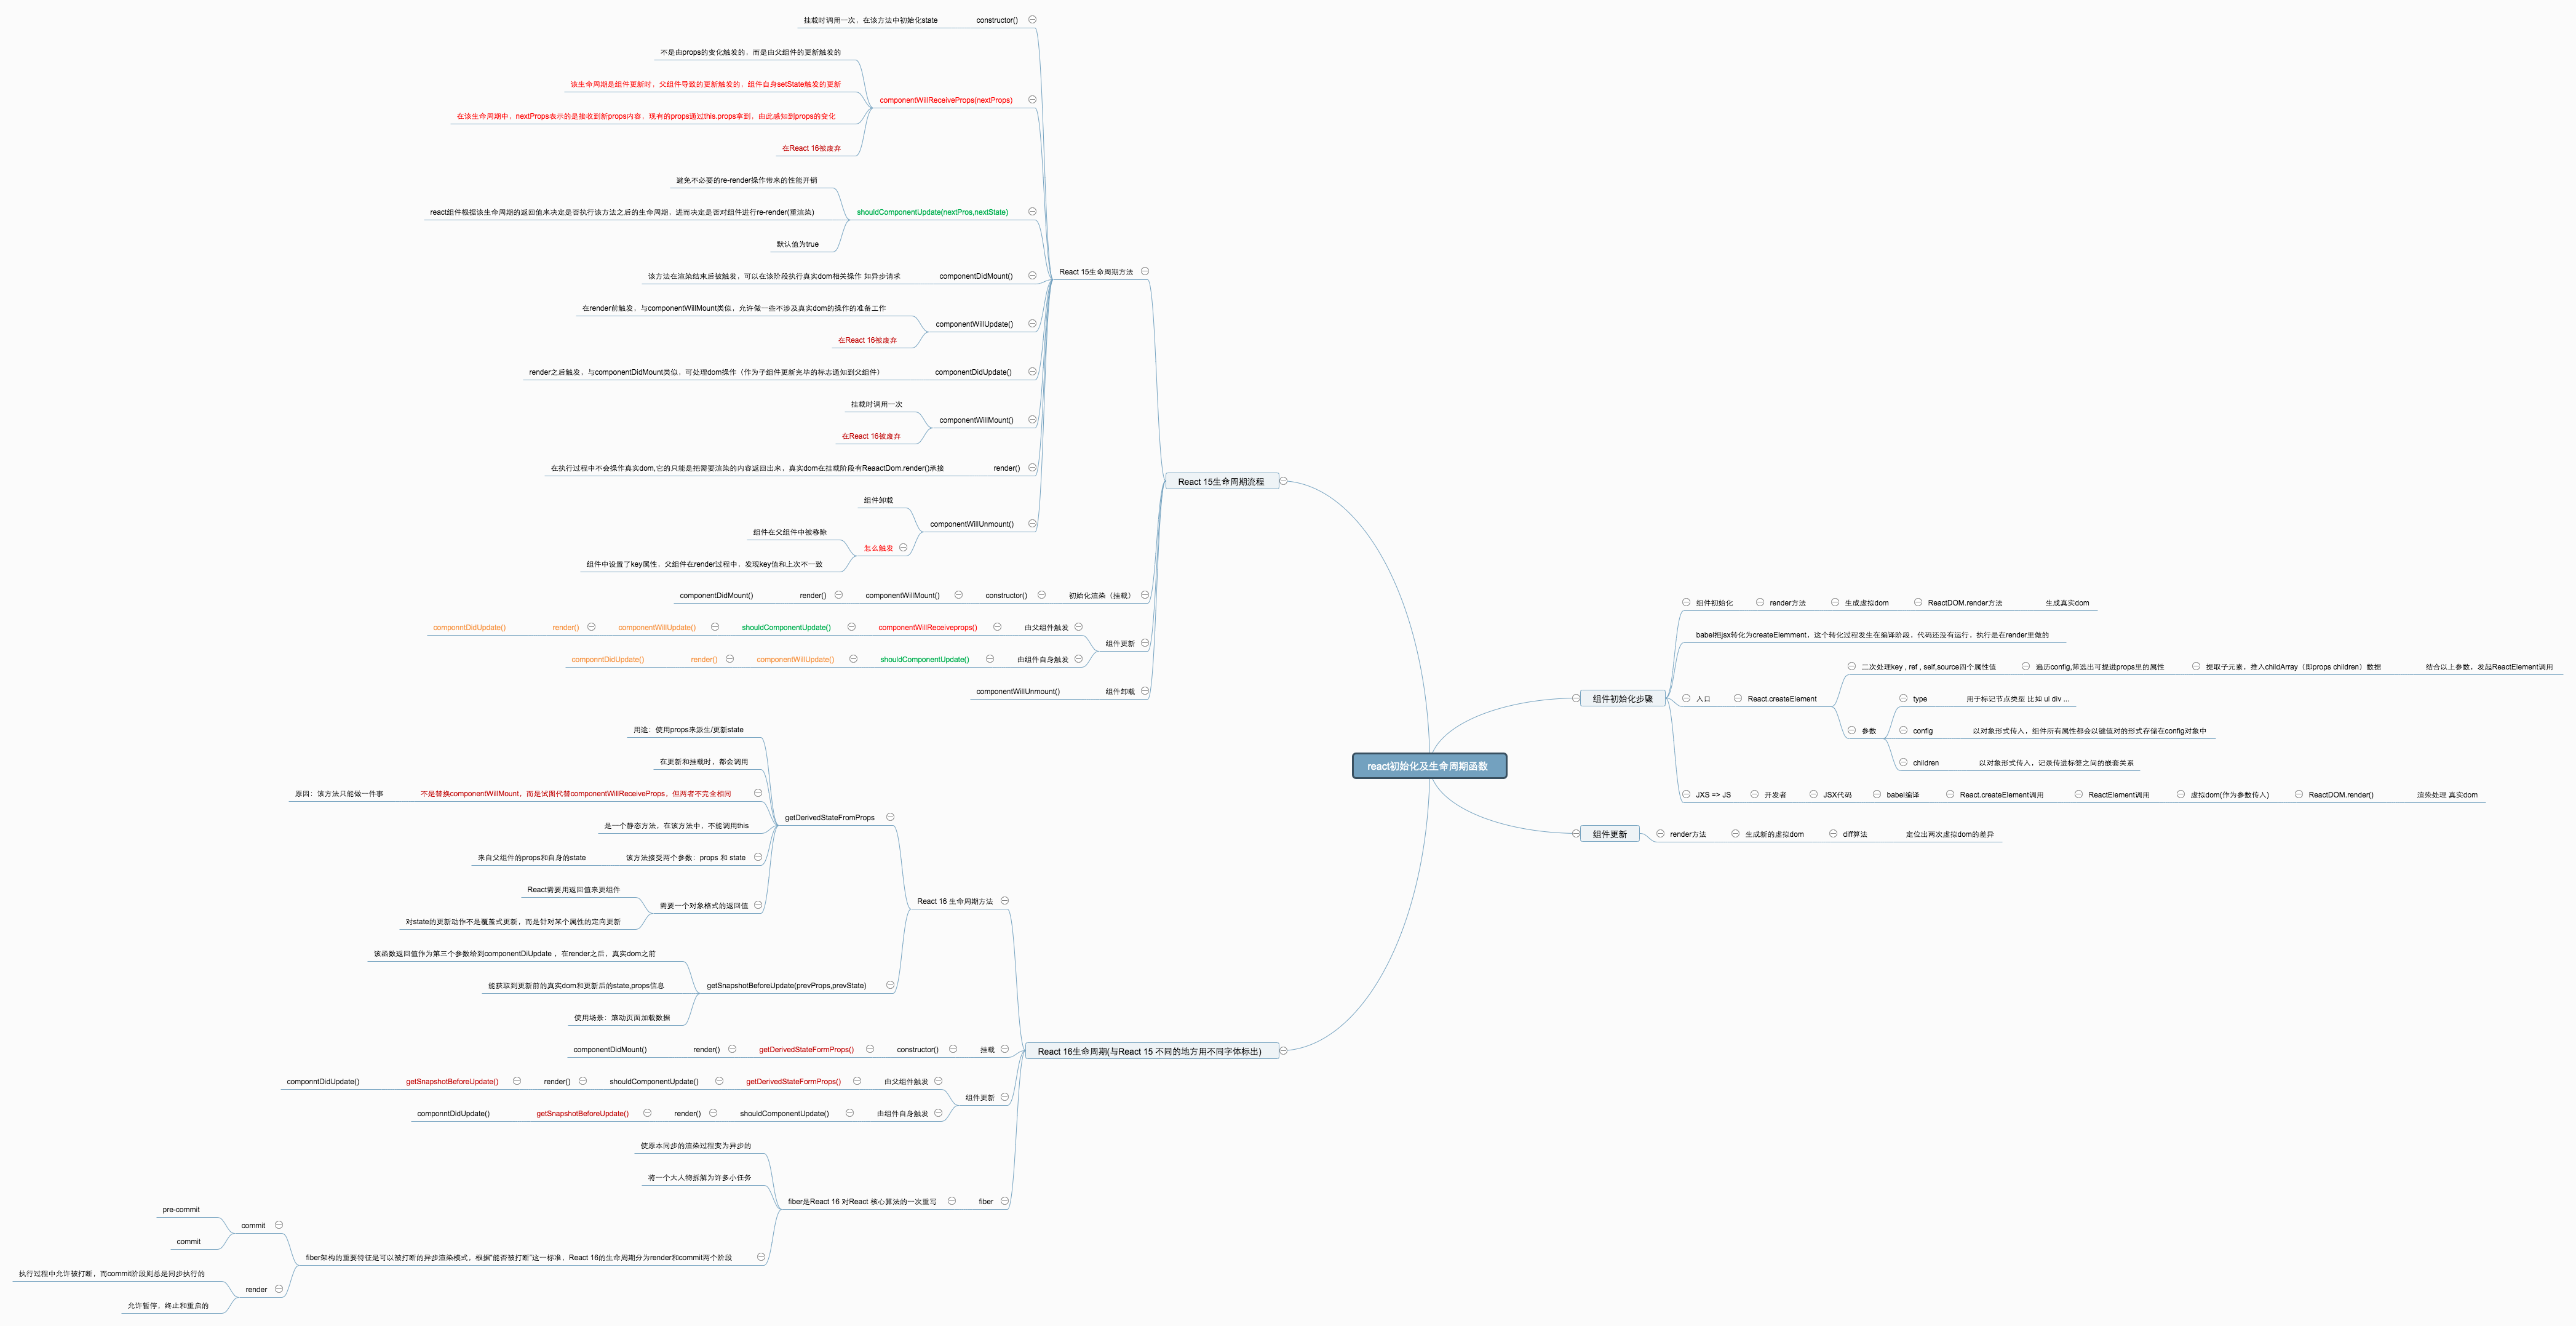 react初始化及生命周期函数
React 15生命周期流程
React 15生命周期方法
constructor()
挂载时调用一次，在该方法中初始化state
componentWillReceiveProps(nextProps)
不是由props的变化触发的，而是由父组件的更新触发的
该生命周期是组件更新时，父组件导致的更新触发的，组件自身setState触发的更新
在该生命周期中，nextProps表示的是接收到新props内容，现有的props通过this.props拿到，由此感知到props的变化
在React 16被废弃
shouldComponentUpdate(nextPros,nextState)
避免不必要的re-render操作带来的性能开销
react组件根据该生命周期的返回值来决定是否执行该方法之后的生命周期，进而决定是否对组件进行re-render(重渲染)
默认值为true
componentDidMount()
该方法在渲染结束后被触发，可以在该阶段执行真实dom相关操作 如异步请求
componentWillUpdate()
在render前触发，与componentWillMount类似，允许做一些不涉及真实dom的操作的准备工作
在React 16被废弃
componentDidUpdate()
render之后触发，与componentDidMount类似，可处理dom操作（作为子组件更新完毕的标志通知到父组件）
componentWillMount()
挂载时调用一次
在React 16被废弃
render()
在执行过程中不会操作真实dom,它的只能是把需要渲染的内容返回出来，真实dom在挂载阶段有ReaactDom.render()承接
componentWillUnmount()
组件卸载
怎么触发
组件在父组件中被移除
组件中设置了key属性，父组件在render过程中，发现key值和上次不一致
初始化渲染（挂载）
constructor()
componentWillMount()
render()
componentDidMount()
组件更新
由父组件触发
componentWillReceiveprops()
shouldComponentUpdate()
componentWillUpdate()
render()
componntDidUpdate()
由组件自身触发
shouldComponentUpdate()
componentWillUpdate()
render()
componntDidUpdate()
组件卸载
componentWillUnmount()
React 16生命周期(与React 15 不同的地方用不同字体标出)
React 16 生命周期方法
getDerivedStateFromProps
用途：使用props来派生/更新state
在更新和挂载时，都会调用
不是替换componentWillMount，而是试图代替componentWillReceiveProps，但两者不完全相同
原因：该方法只能做一件事
是一个静态方法，在该方法中，不能调用this
该方法接受两个参数：props 和 state
来自父组件的props和自身的state
需要一个对象格式的返回值
React需要用返回值来更组件
对state的更新动作不是覆盖式更新，而是针对某个属性的定向更新
getSnapshotBeforeUpdate(prevProps,prevState)
该函数返回值作为第三个参数给到componentDiUpdate ，在render之后，真实dom之前
能获取到更新前的真实dom和更新后的state,props信息
使用场景：滚动页面加载数据
挂载
constructor()
getDerivedStateFormProps()
render()
componentDidMount()
组件更新
由父组件触发
getDerivedStateFormProps()
shouldComponentUpdate()
render()
getSnapshotBeforeUpdate()
componntDidUpdate()
由组件自身触发
shouldComponentUpdate()
render()
getSnapshotBeforeUpdate()
componntDidUpdate()
fiber
fiber是React 16 对React 核心算法的一次重写
使原本同步的渲染过程变为异步的
将一个大人物拆解为许多小任务
fiber架构的重要特征是可以被打断的异步渲染模式，根据“能否被打断”这一标准，React 16的生命周期分为render和commit两个阶段
commit
pre-commit
commit
render
执行过程中允许被打断，而commit阶段则总是同步执行的
允许暂停，终止和重启的
组件初始化步骤
组件初始化
render方法
生成虚拟dom
ReactDOM.render方法
生成真实dom
babel把jsx转化为createElemment，这个转化过程发生在编译阶段，代码还没有运行，执行是在render里做的
入口
React.createElement
二次处理key , ref , self,source四个属性值
遍历config,筛选出可提进props里的属性
提取子元素，推入childArray（即props children）数据
结合以上参数，发起ReactElement调用
参数
type
用于标记节点类型 比如 ul div ...
config
以对象形式传入，组件所有属性都会以键值对的形式存储在config对象中
children
以对象形式传入，记录传进标签之间的嵌套关系
JXS => JS
开发者
JSX代码
babel编译
React.createElement调用
ReactElement调用
虚拟dom(作为参数传入)
ReactDOM.render()
渲染处理 真实dom
组件更新
render方法
生成新的虚拟dom
diff算法
定位出两次虚拟dom的差异